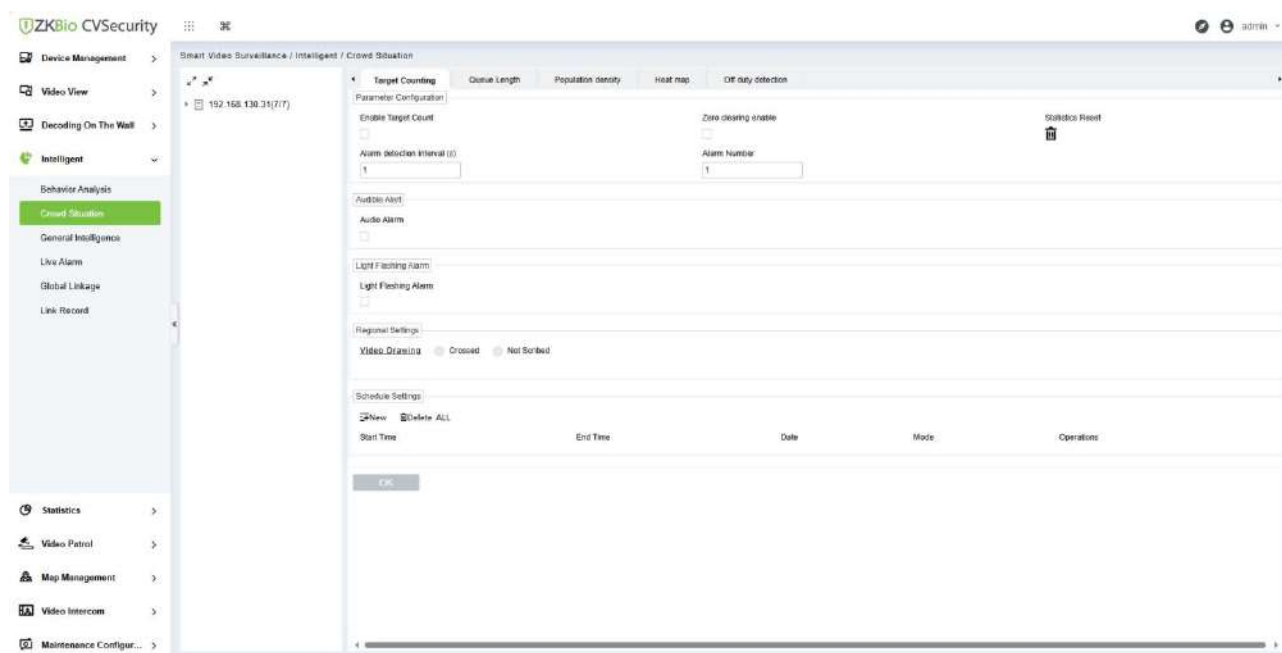 ZKBio CVSecurity
admin
Device Management
Video View
Decoding On The Wall
Intelligent
Behavior Analysis
Crowd Situation
General Intelligence
Live Alarm
Global Linkage
Link Record
Statistics
Video Patrol
Map Management
Video Intercom
Maintenance Configur...
Smart Video Surveillance / Intelligent / Crowd Situation
192.168.130.31(7/7)
Target Counting Queue Length Population density Heat map Off duty detection
Parameter Configuration
Enable Target Count Zero clearing enable Statistics Reset
Alarm detection interval (s) Alarm Number
1 1
Audible Alert
Audio Alarm
Light Flashing Alarm
Light Flashing Alarm
Regional Settings
Video Drawing Crossed Not Scribed
Schedule Settings
New Delete ALL
Start Time End Time Date Mode Operations
OK